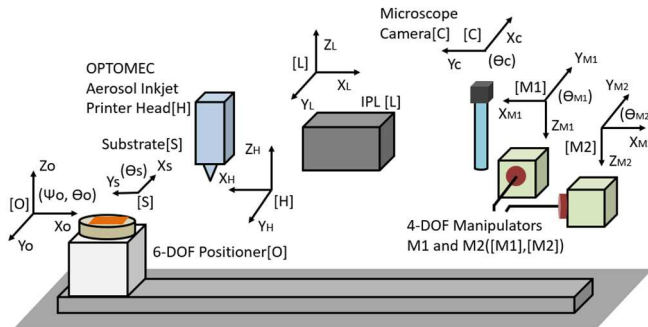 Microscope
Camera[C]
[C]
Xc
Yc
(Θc)
ZL
[L]
XL
YL
IPL [L]
OPTOMEC
Aerosol Inkjet
Printer Head[H]
YM1
[M1]
(ΘM1)
XM1
ZM1
YM2
(ΘM2
XM
[M2]
ZM2
Substrate[S]
(Θs)
Xs
Ys
[S]
ZH
XH
[H]
YH
Zo
(Ψo, Θo)
[O]
Xo
Yo
6-DOF Positioner[O]
4-DOF Manipulators
M1 and M2([M1],[M2])